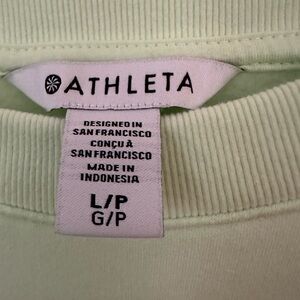 ATHLETA
DESIGNED IN
SAN FRANCISCO
CONÇU À
SAN FRANCISCO
MADE IN
INDONESIA
L/P
G/P